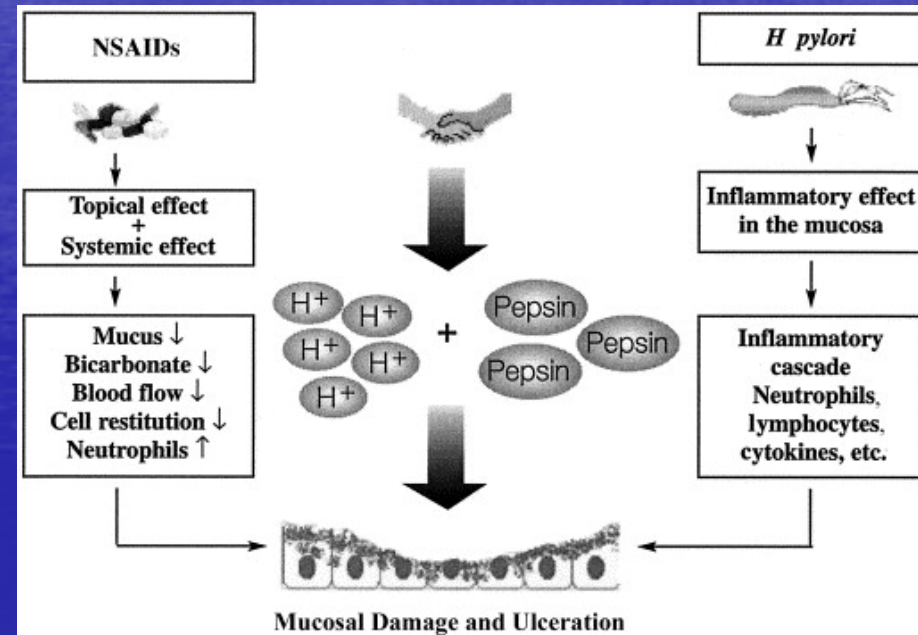 NSAIDs
Topical effect
+
Systemic effect
Mucus ↓
Bicarbonate ↓
Blood flow ↓
Cell restitution ↓
Neutrophils ↑
H+
H+
H+
H+
H+
+
Pepsin
Pepsin
Pepsin
H pylori
Inflammatory effect
in the mucosa
Inflammatory
cascade
Neutrophils,
lymphocytes,
cytokines, etc.
Mucosal Damage and Ulceration